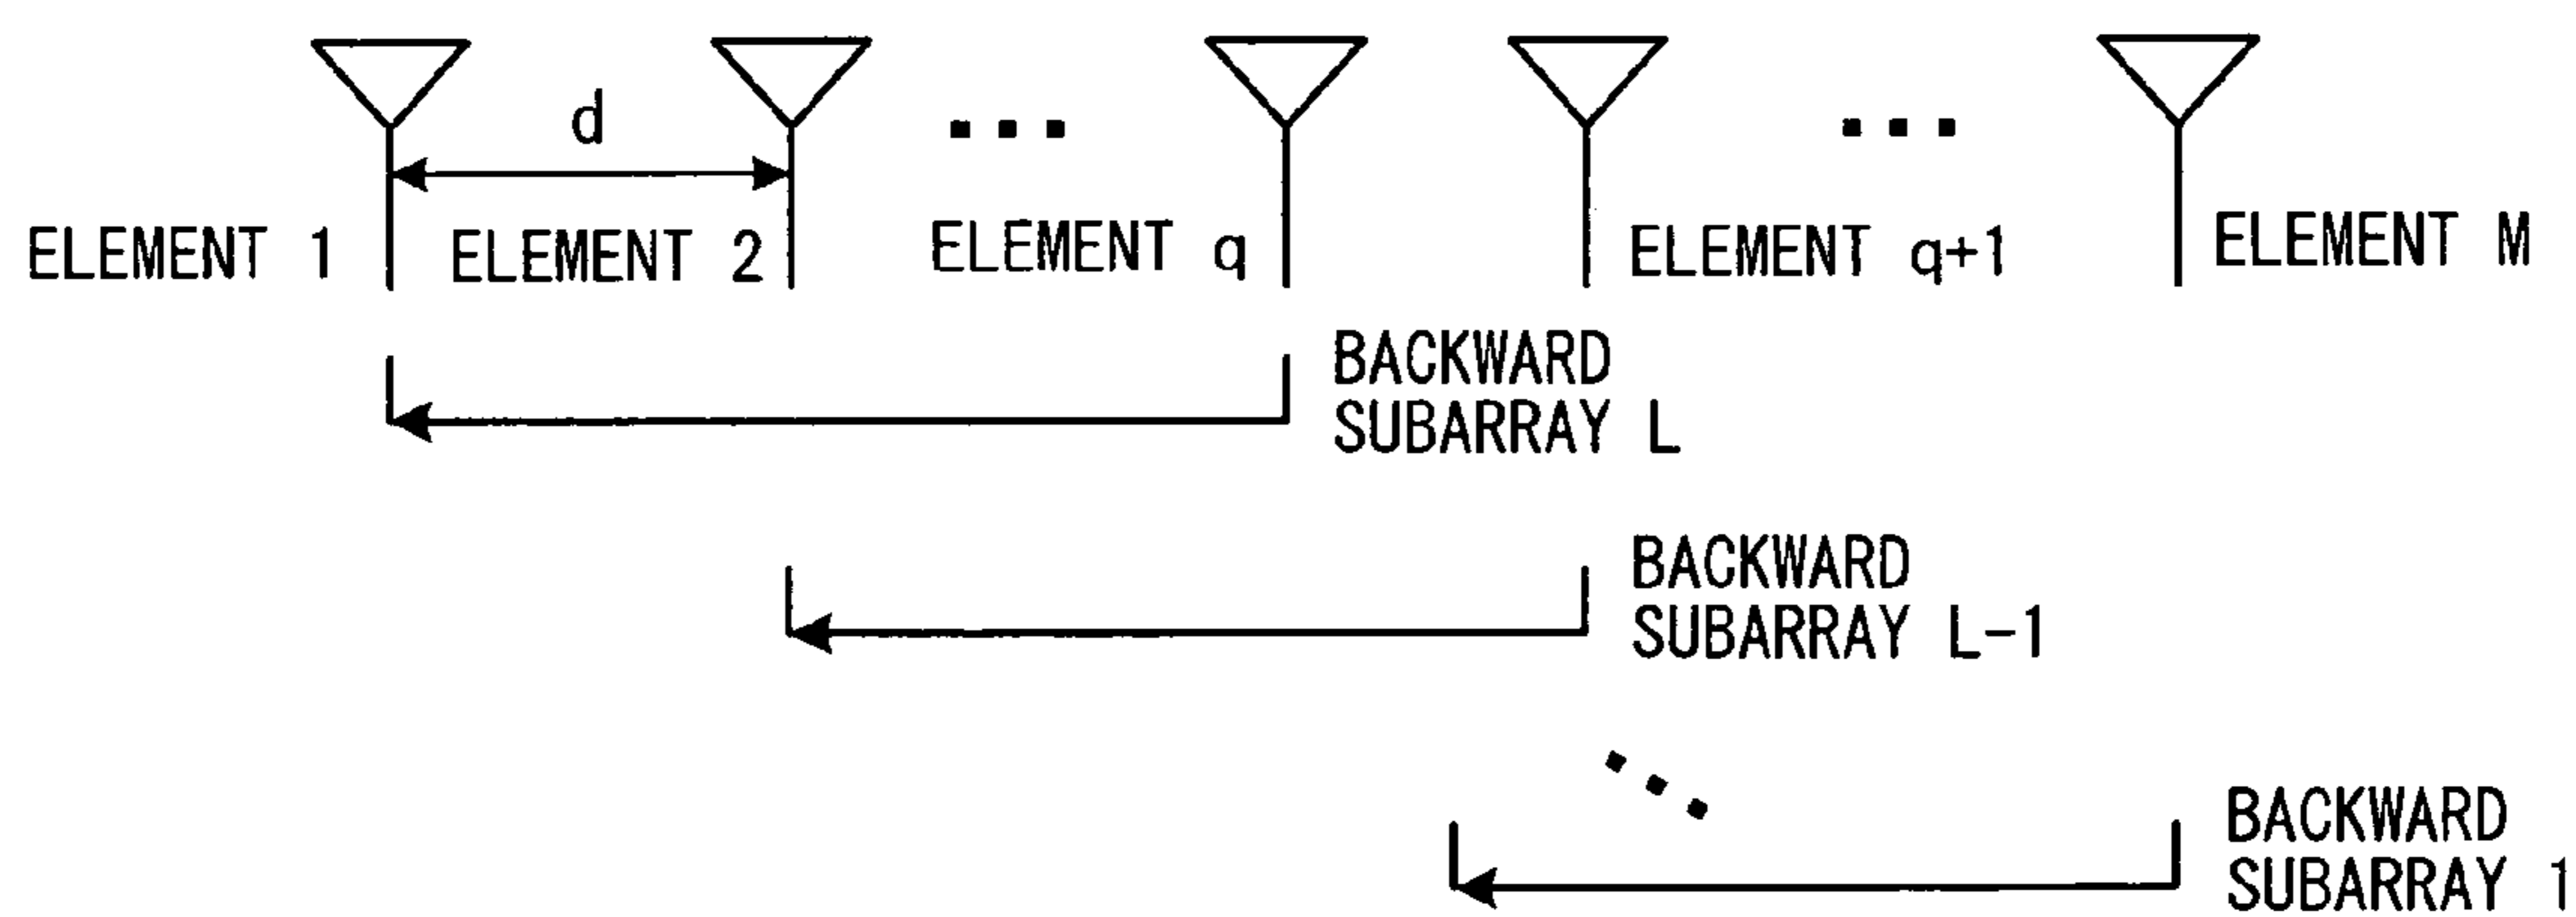 d
ELEMENT 1
ELEMENT 2
ELEMENT q
ELEMENT q+1
ELEMENT M
BACKWARD
SUBARRAY L
BACKWARD
SUBARRAY L-1
BACKWARD
SUBARRAY 1